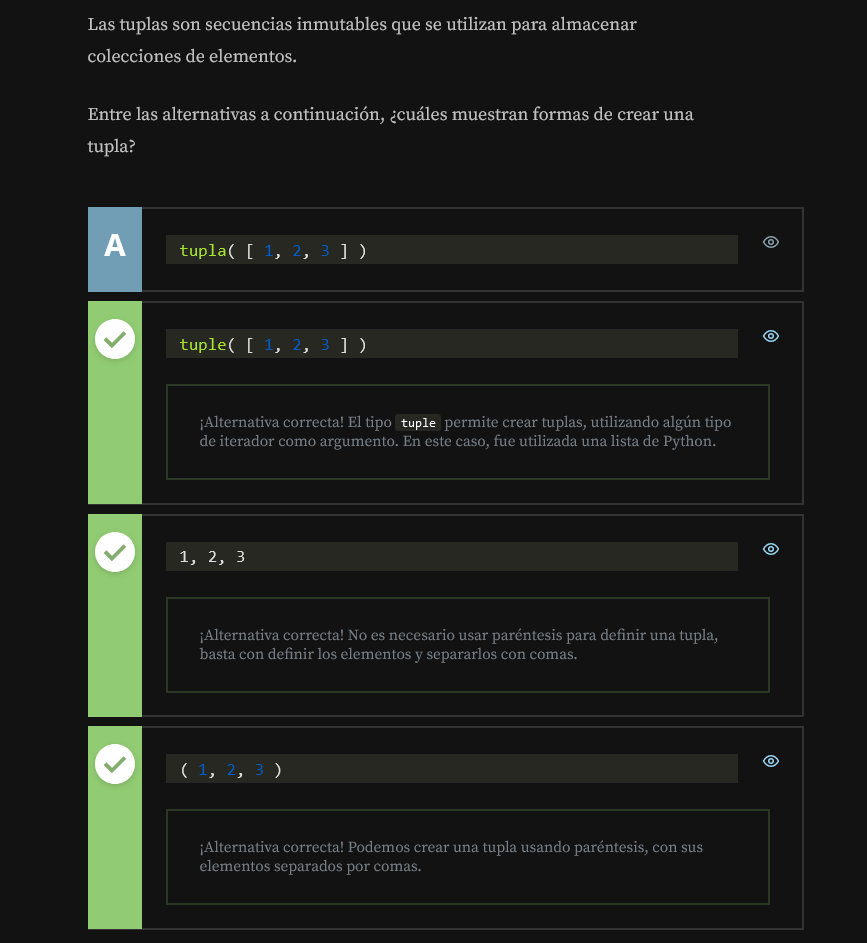 Las tuplas son secuencias inmutables que se utilizan para almacenar
colecciones de elementos.
Entre las alternativas a continuación, ¿cuáles muestran formas de crear una
tupla?
A
tupla( [ 1, 2, 3 ] )
tuple( [ 1, 2, 3 ] )
¡Alternativa correcta! El tipo tuple permite crear tuplas, utilizando algún tipo
de iterador como argumento. En este caso, fue utilizada una lista de Python.
1, 2, 3
¡Alternativa correcta! No es necesario usar paréntesis para definir una tupla,
basta con definir los elementos y separarlos con comas.
( 1, 2, 3 )
¡Alternativa correcta! Podemos crear una tupla usando paréntesis, con sus
elementos separados por comas.